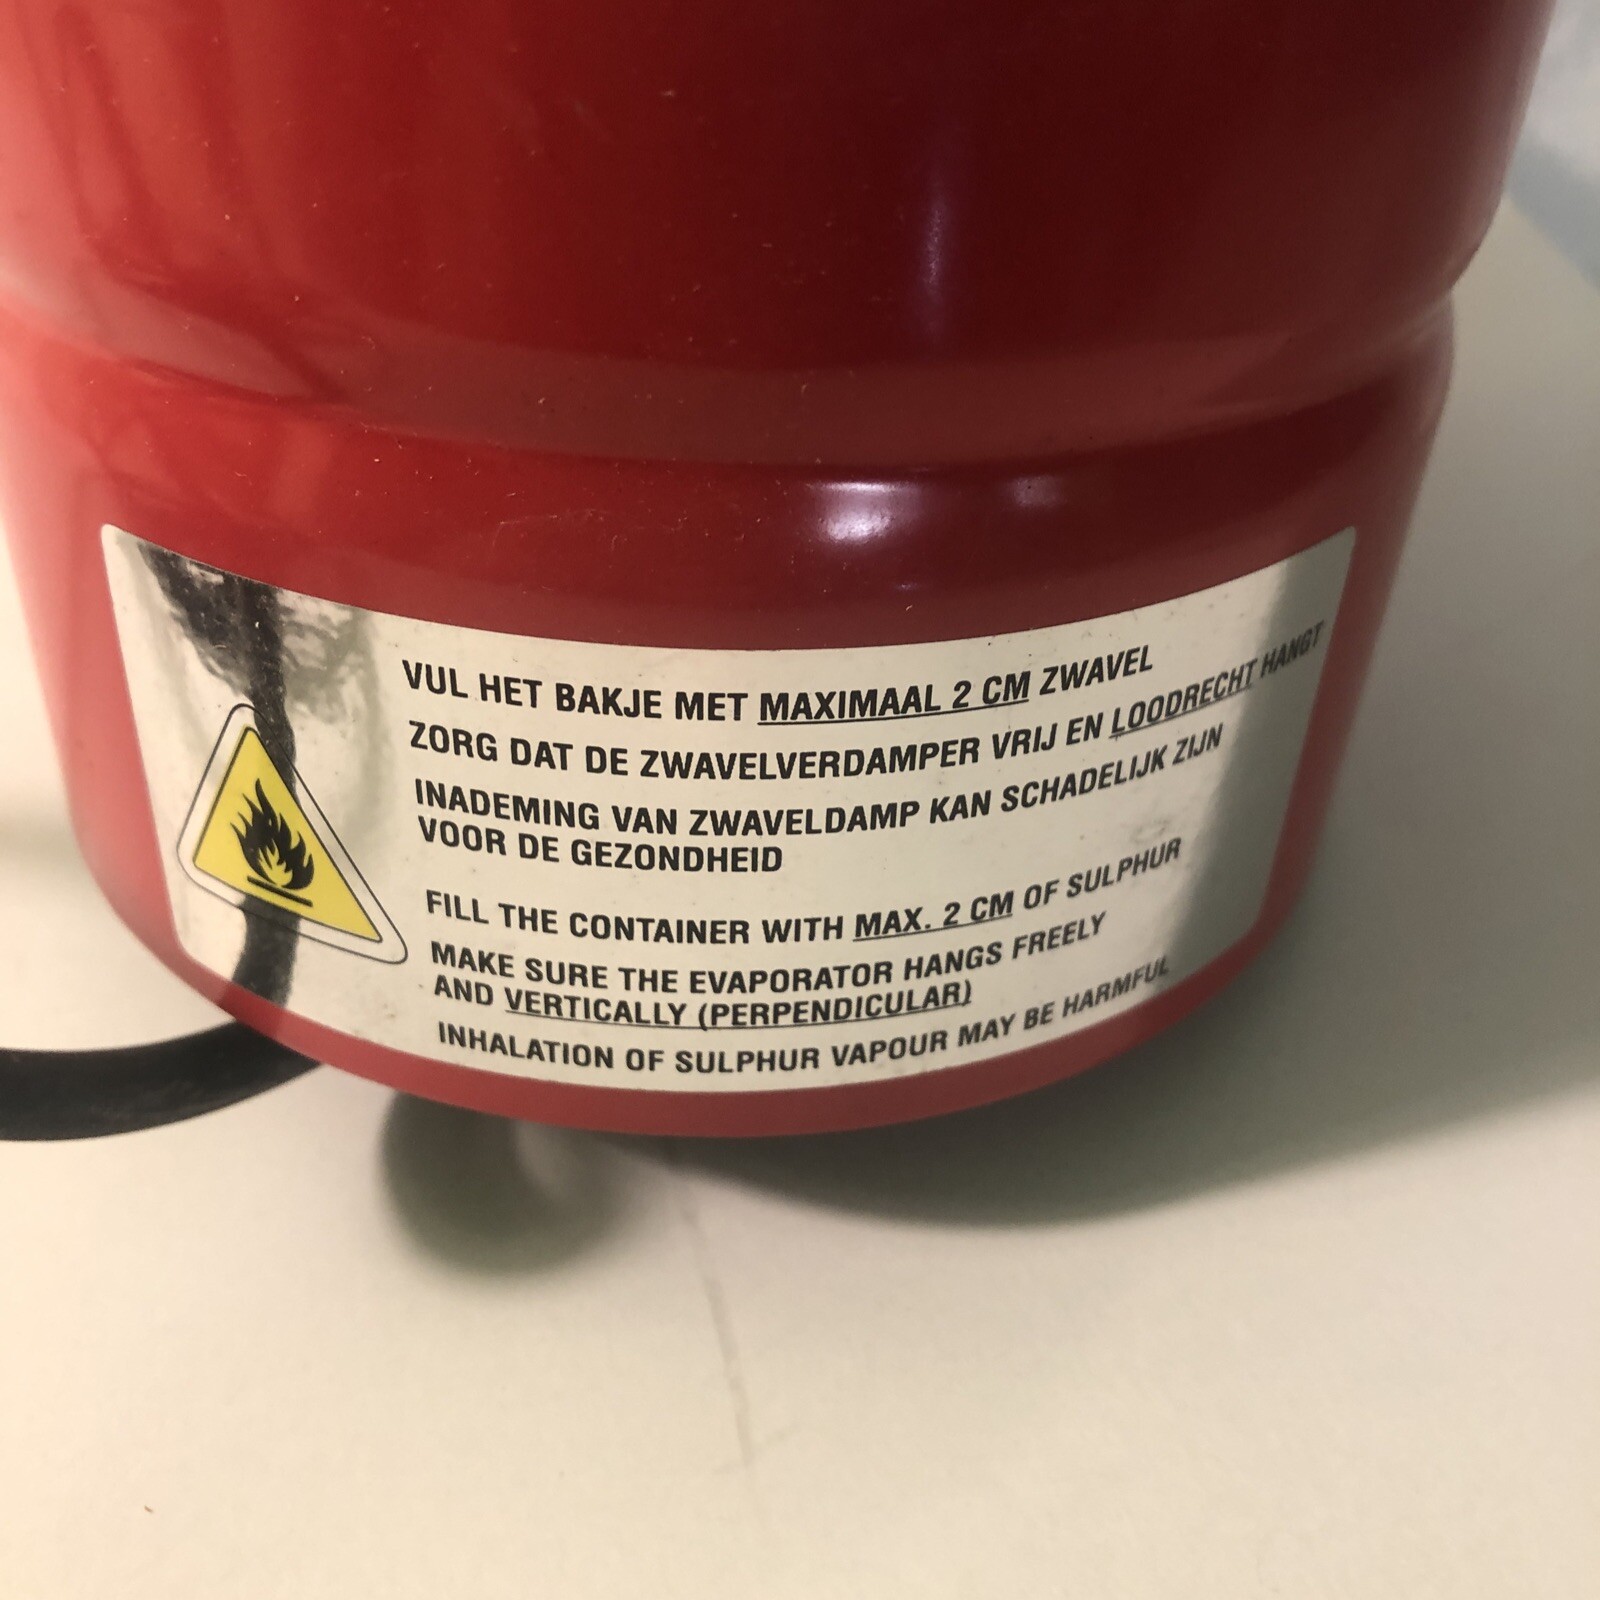 VUL HET BAKJE MET MAXIMAAL 2 CM ZWAVEL
ZORG DAT DE ZWAVELVERDAMPER VRIJ EN LOODRECHT HANGT
INADEMING VAN ZWAVELDAMP KAN SCHADELIJK ZIJN
VOOR DE GEZONDHEID
FILL THE CONTAINER WITH MAX. 2 CM OF SULPHUR
MAKE SURE THE EVAPORATOR HANGS FREELY
AND VERTICALLY (PERPENDICULAR)
INHALATION OF SULPHUR VAPOUR MAY BE HARMFUL